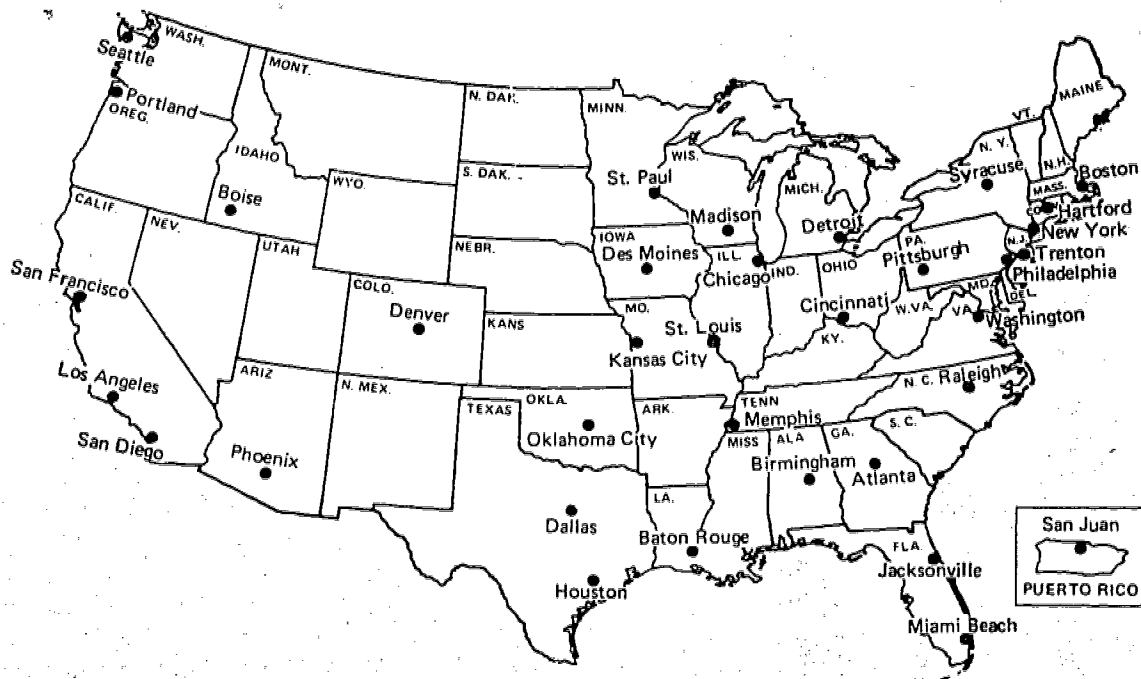 WASH.
Seattle
MONT.
N. DAK.
MINN.
MAINE
VT.
Portland
OREG.
N. Y.
IDAHO
WIS.
N.H.
St. Paul
S. DAK.
Syracuse
Boston
WYO.
MICH.
MASS.
Boise
CALIF.
Madison
Detroit
CONN.
Hartford
NEV.
New York
IOWA
PA.
N.J.
UTAH
NEBR.
Des Moines
ILL.
Pittsburgh
Trenton
San Francisco
Chicago
IND.
OHIO
Philadelphia
COLO.
MD.
DEL.
Cincinnati
W.VA.
VA.
Denver
MO.
Washington
KANS
St. Louis
KY.
Kansas City
Los Angeles
ARIZ
N. MEX.
N. C.
Raleigh
OKLA.
TENN
TEXAS
ARK.
Memphis
San Diego
Oklahoma City
MISS
ALA
GA.
S. C.
Phoenix
Birmingham
Atlanta
LA.
Dallas
San Juan
Baton Rouge
FLA.
Jacksonville
Houston
PUERTO RICO
Miami Beach